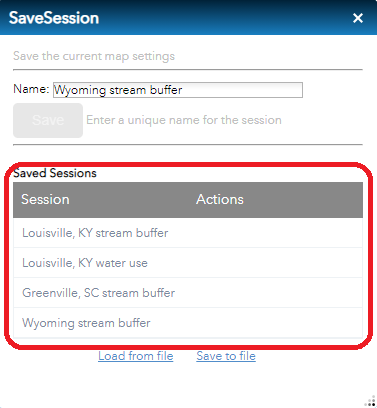 SaveSession ×
Save the current map settings
Name: Wyoming stream buffer
Save Enter a unique name for the session
Saved Sessions
Session Actions
Louisville, KY stream buffer
Louisville, KY water use
Greenville, SC stream buffer
Wyoming stream buffer
Load from file Save to file